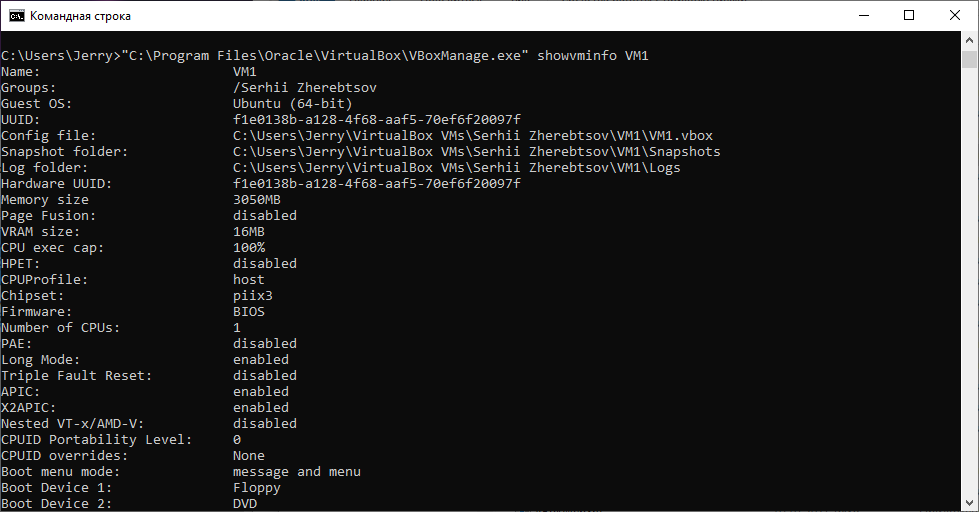 Командная строка
C:\Users\Jerry>"C:\Program Files\Oracle\VirtualBox\VBoxManage.exe" showvminfo VM1
Name:                        VM1
Groups:                      /Serhii Zherebtsov
Guest OS:                    Ubuntu (64-bit)
UUID:                        f1e0138b-a128-4f68-aaf5-70ef6f20097f
Config file:                 C:\Users\Jerry\VirtualBox VMs\Serhii Zherebtsov\VM1\VM1.vbox
Snapshot folder:             C:\Users\Jerry\VirtualBox VMs\Serhii Zherebtsov\VM1\Snapshots
Log folder:                  C:\Users\Jerry\VirtualBox VMs\Serhii Zherebtsov\VM1\Logs
Hardware UUID:               f1e0138b-a128-4f68-aaf5-70ef6f20097f
Memory size                  3050MB
Page Fusion:                 disabled
VRAM size:                   16MB
CPU exec cap:                100%
HPET:                        disabled
CPUProfile:                  host
Chipset:                     piix3
Firmware:                    BIOS
Number of CPUs:              1
PAE:                         disabled
Long Mode:                   enabled
Triple Fault Reset:          disabled
APIC:                        enabled
X2APIC:                      enabled
Nested VT-x/AMD-V:           disabled
CPUID Portability Level:     0
CPUID overrides:             None
Boot menu mode:              message and menu
Boot Device 1:               Floppy
Boot Device 2:               DVD